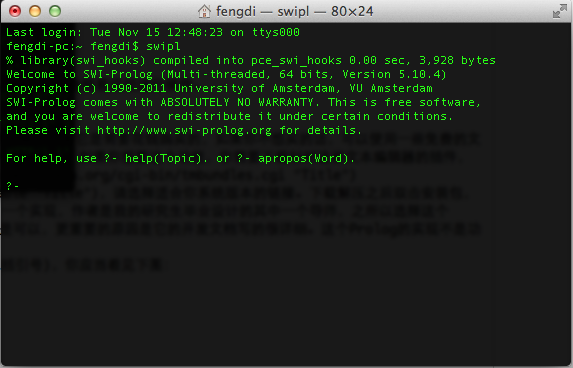 fengdi — swipl — 80×24
Last login: Tue Nov 15 12:48:23 on ttys000
fengdi-pc:~ fengdi$ swipl
% library(swi_hooks) compiled into pce_swi_hooks 0.00 sec, 3,928 bytes
Welcome to SWI-Prolog (Multi-threaded, 64 bits, Version 5.10.4)
Copyright (c) 1990-2011 University of Amsterdam, VU Amsterdam
SWI-Prolog comes with ABSOLUTELY NO WARRANTY. This is free software,
and you are welcome to redistribute it under certain conditions.
Please visit http://www.swi-prolog.org for details.
For help, use ?- help(Topic). or ?- apropos(Word).
?-